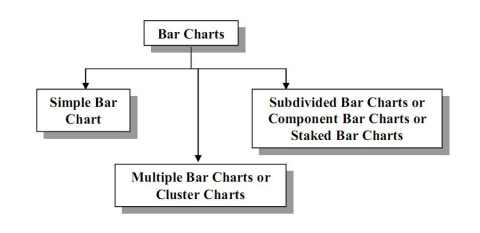 Bar Charts
Simple Bar
Chart
Subdivided Bar Charts or
Component Bar Charts or
Staked Bar Charts
Multiple Bar Charts or
Cluster Charts